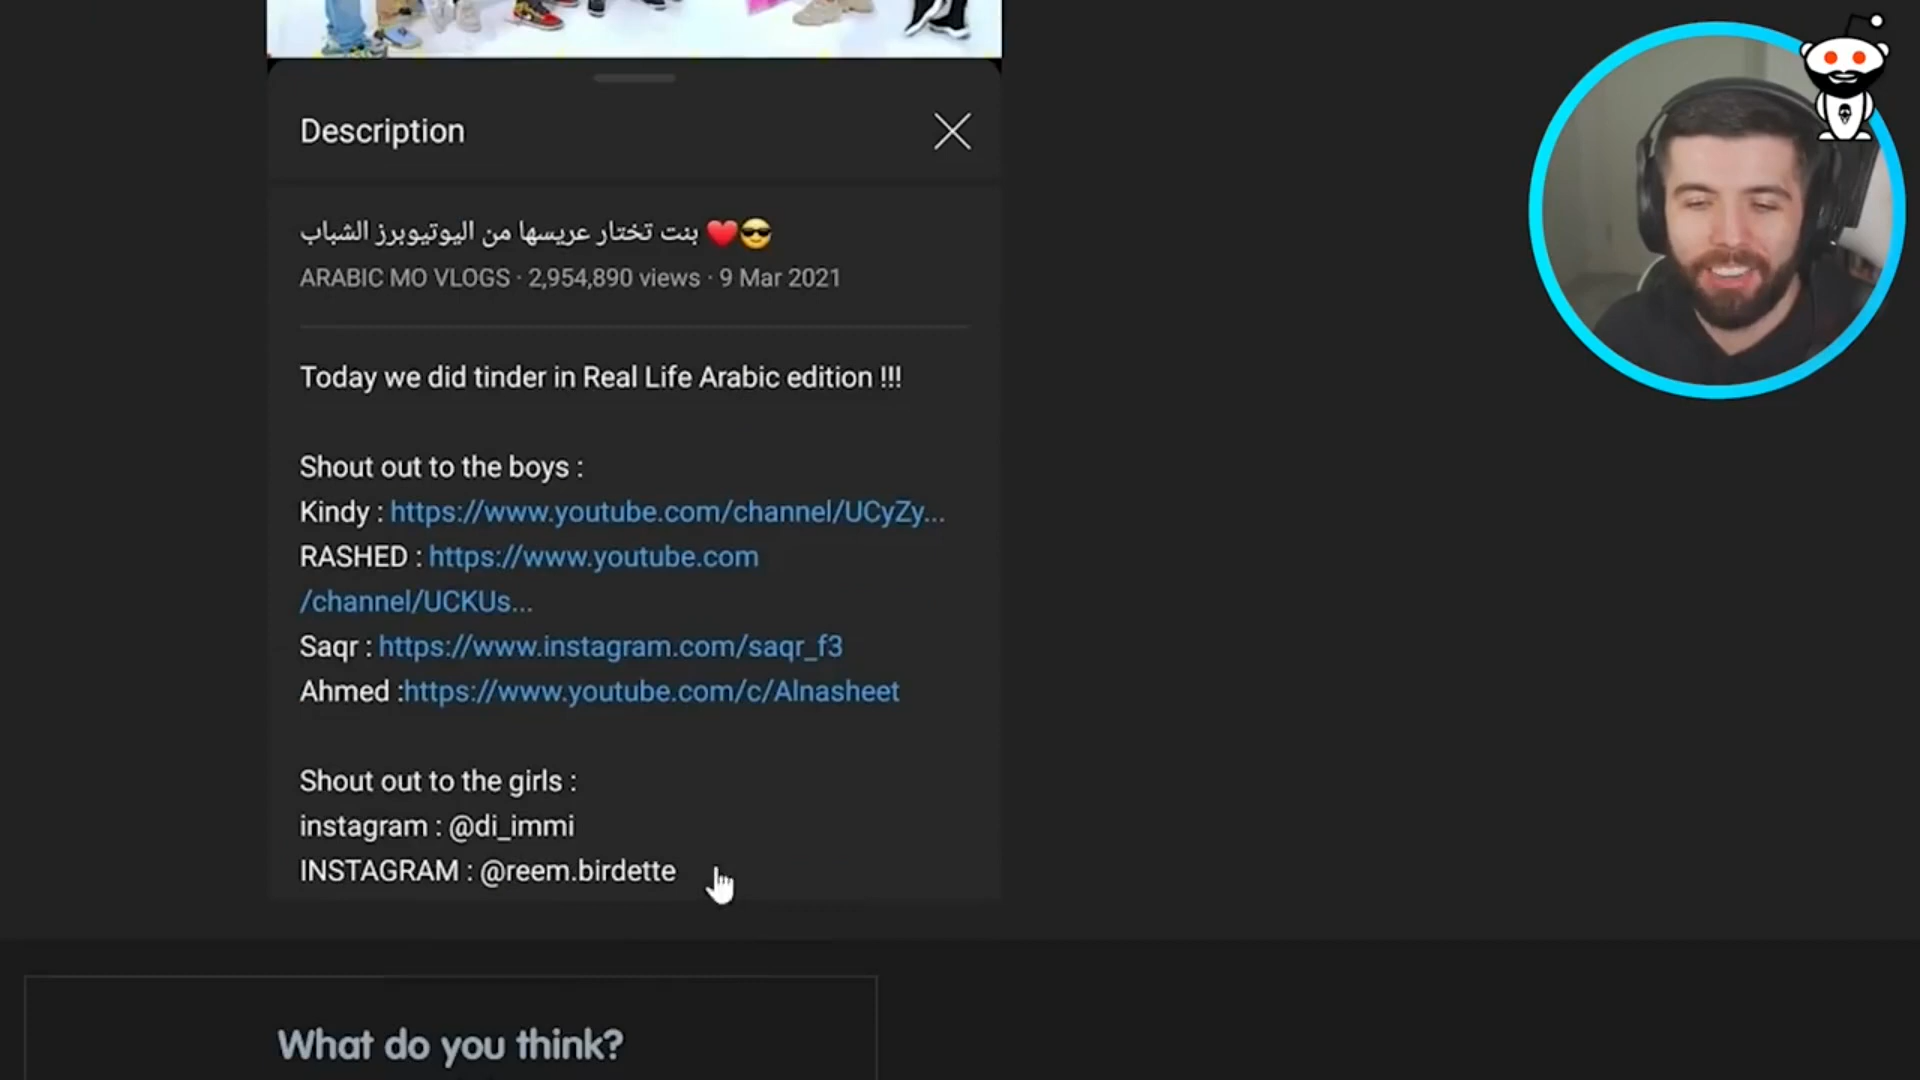 Description
بنت تختار عريسها من اليوتيوبرز الشباب ❤️😎
ARABIC MO VLOGS · 2,954,890 views · 9 Mar 2021
Today we did tinder in Real Life Arabic edition !!!
Shout out to the boys :
Kindy : https://www.youtube.com/channel/UCyZy...
RASHED : https://www.youtube.com
/channel/UCKUs...
Saqr : https://www.instagram.com/saqr_f3
Ahmed :https://www.youtube.com/c/Alnasheet
Shout out to the girls :
instagram : @di_immi
INSTAGRAM : @reem.birdette
What do you think?